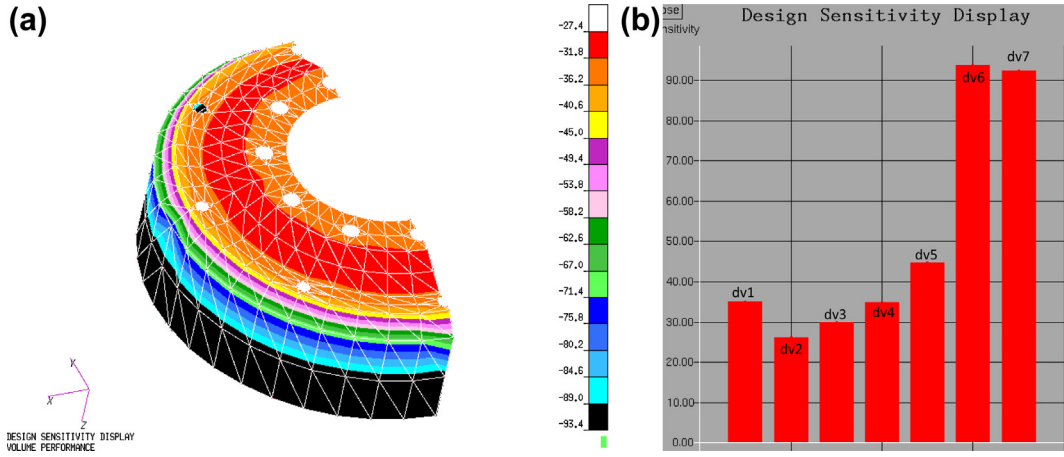 (a)
-27.4
-31.8
-36.2
-40.6
-45.0
-49.4
-53.8
-58.2
-62.6
-67.0
-71.4
-75.8
-80.2
-84.6
-89.0
-93.4
Y
X
Z
DESIGN SENSITIVITY DISPLAY
VOLUME PERFORMANCE
(b)
ose
Design Sensitivity Display
nsitivity
90.00
80.00
70.00
60.00
50.00
40.00
30.00
20.00
10.00
0.00
dv1
dv2
dv3
dv4
dv5
dv6
dv7